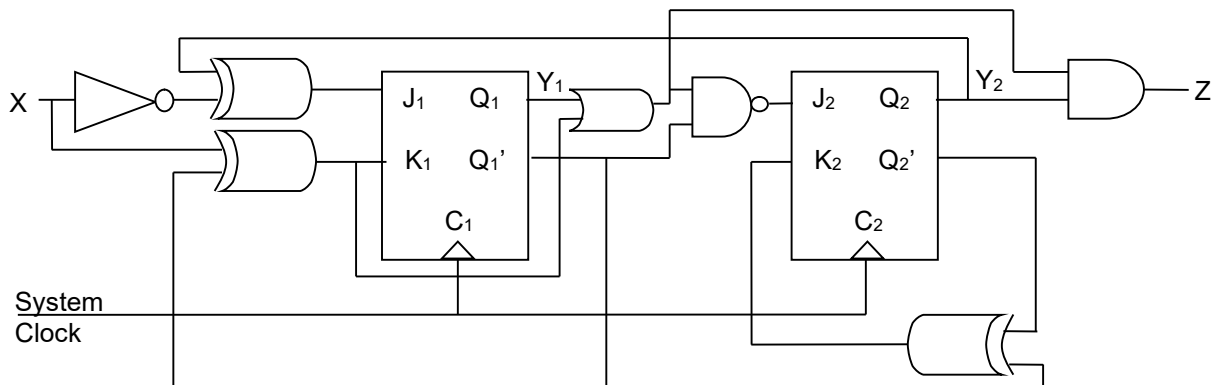 X
J₁ Q₁
K₁ Q₁’
C₁
Y₁
J₂ Q₂
K₂ Q₂’
C₂
Y₂
Z
System
Clock